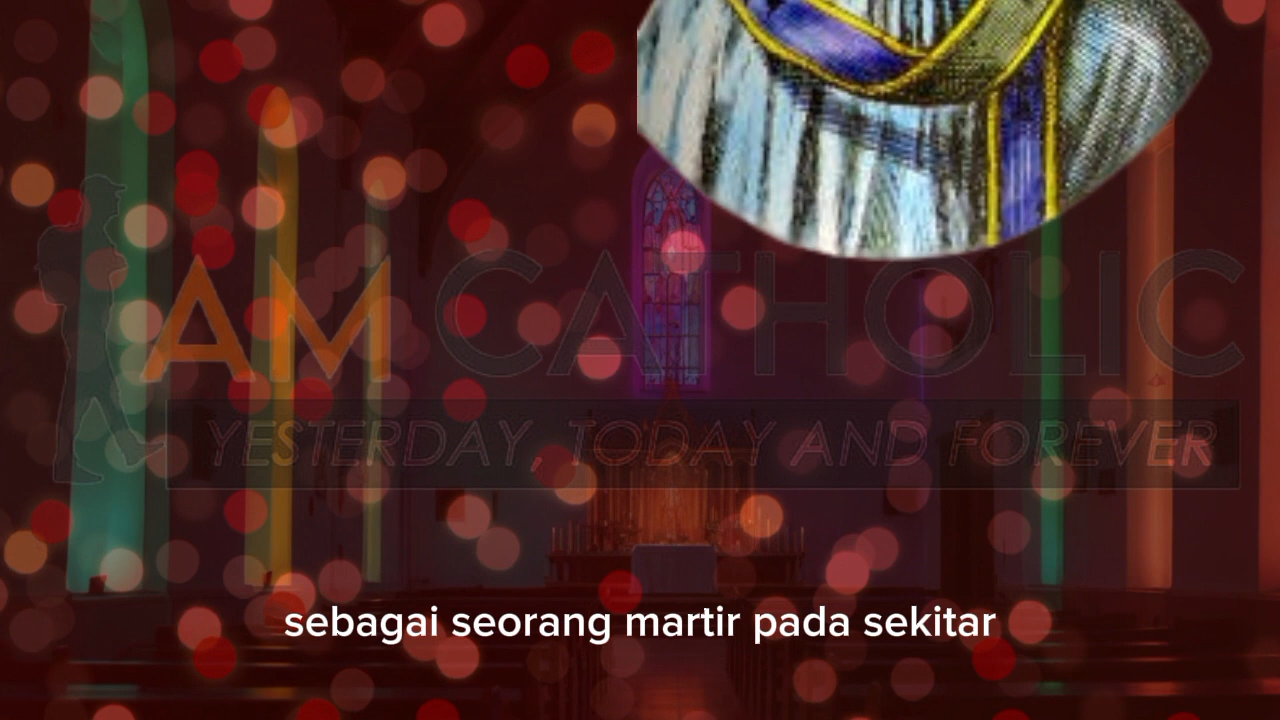 AM CATHOLIC
YESTERDAY, TODAY AND FOREVER
sebagai seorang martir pada sekitar